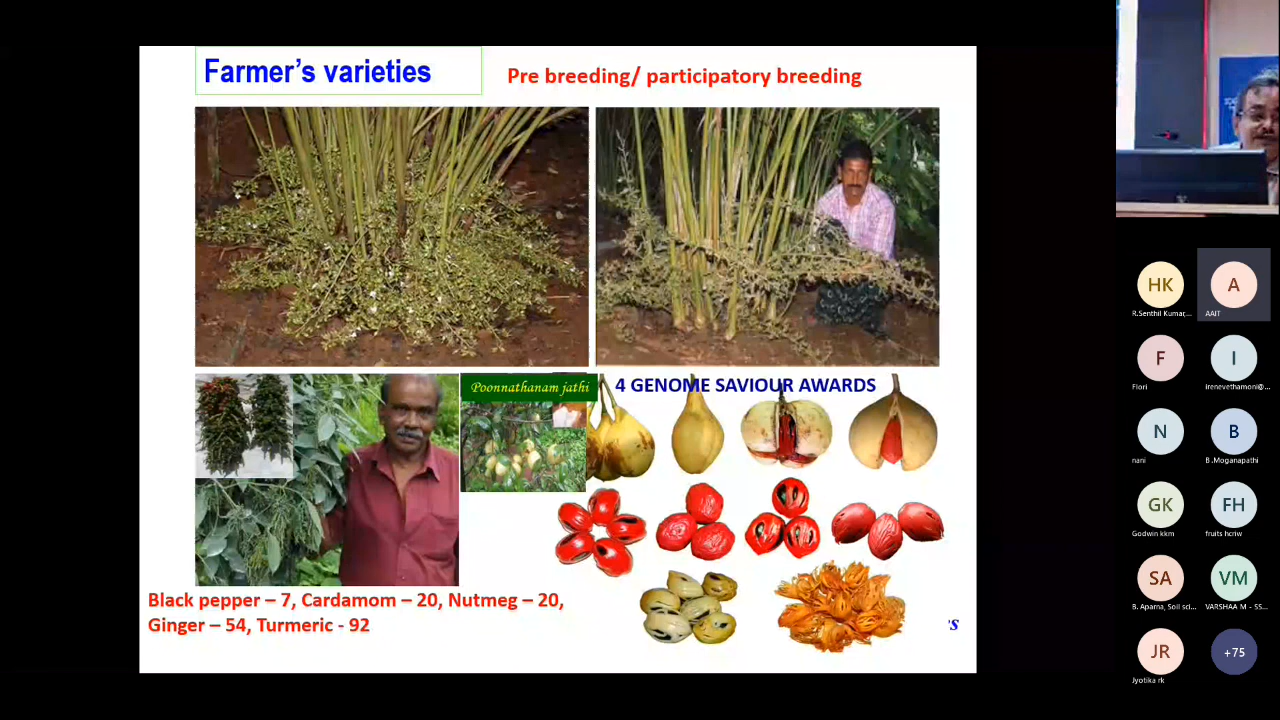 Farmer's varieties
Pre breeding/ participatory breeding
Poonnathanam jathi
4 GENOME SAVIOUR AWARDS
Black pepper – 7, Cardamom – 20, Nutmeg – 20,
Ginger – 54, Turmeric - 92
's
HK
R.Senthil Kumar,...
A
AAIT
F
Flori
I
irenevethamoni@...
N
nani
B
B .Moganapathi
GK
Godwin kkm
FH
fruits hcriw
SA
B. Aparna, Soil sci...
VM
VARSHAA M - SS...
JR
Jyotika rk
+75